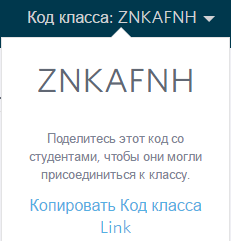 Код класса: ZNKAFNH
ZNKAFNH
Поделитесь этот код со
студентами, чтобы они могли
присоединиться к классу.
Копировать Код класса
Link